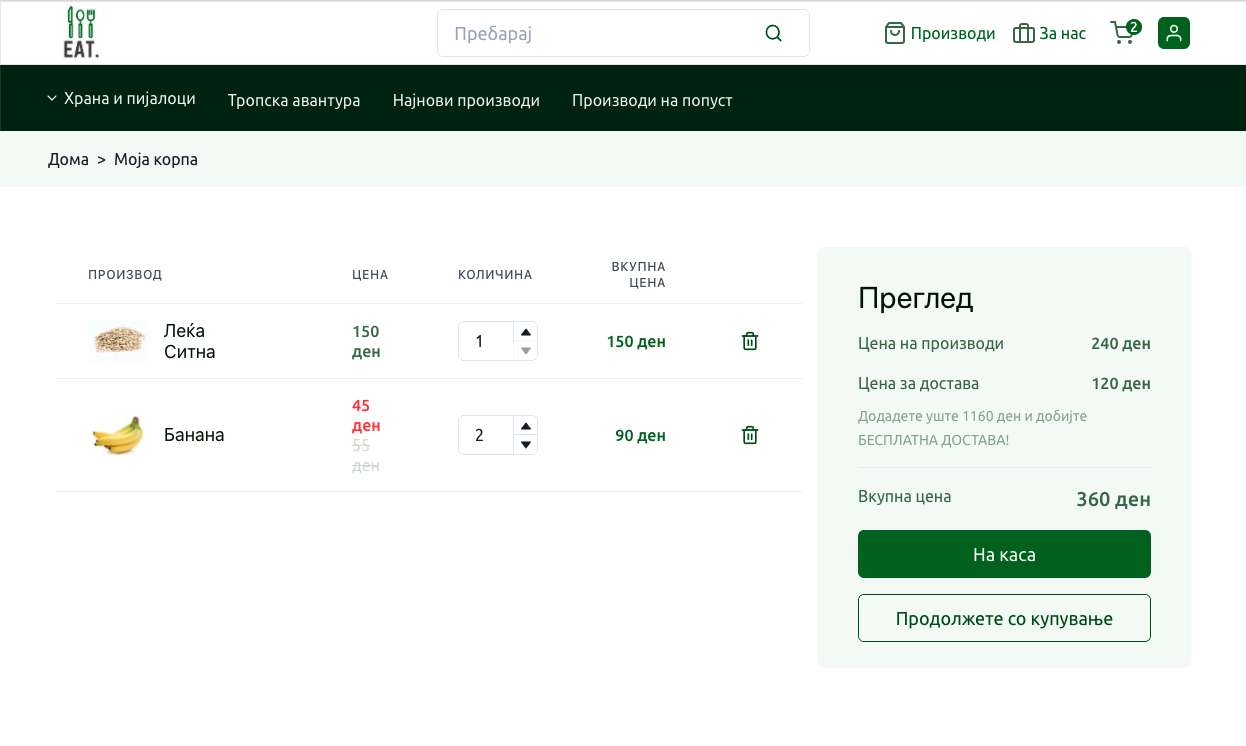 EAT.
Пребарај
Производи
За нас
2
Храна и пијалоци
Тропска авантура
Најнови производи
Производи на попуст
Дома > Моја корпа
ПРОИЗВОД
ЦЕНА
КОЛИЧИНА
ВКУПНА
ЦЕНА
Леќа
Ситна
150
ден
1
150 ден
Банана
45
ден
55
ден
2
90 ден
Преглед
Цена на производи
240 ден
Цена за достава
120 ден
Додадете уште 1160 ден и добијте
БЕСПЛАТНА ДОСТАВА!
Вкупна цена
360 ден
На каса
Продолжете со купување